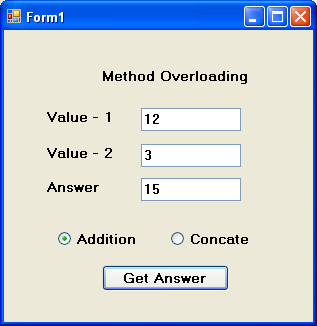 Form1
Method Overloading
Value - 1 12
Value - 2 3
Answer 15
Addition Concate
Get Answer